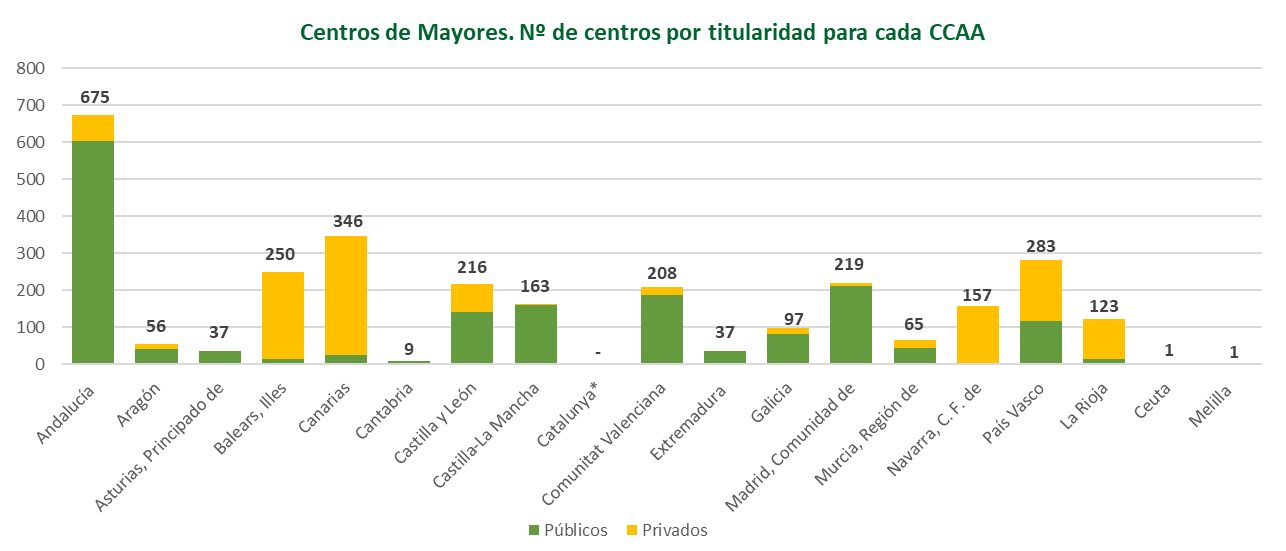 Centros de Mayores. Nº de centros por titularidad para cada CCAA
800
700
600
500
400
300
200
100
0
675
56
37
250
346
9
216
163
-
208
37
97
219
65
157
283
123
1
1
Andalucía
Aragón
Asturias, Principado de
Balears, Illes
Canarias
Cantabria
Castilla y León
Castilla-La Mancha
Catalunya*
Comunitat Valenciana
Extremadura
Galicia
Madrid, Comunidad de
Murcia, Región de
Navarra, C. F. de
País Vasco
La Rioja
Ceuta
Melilla
Públicos
Privados